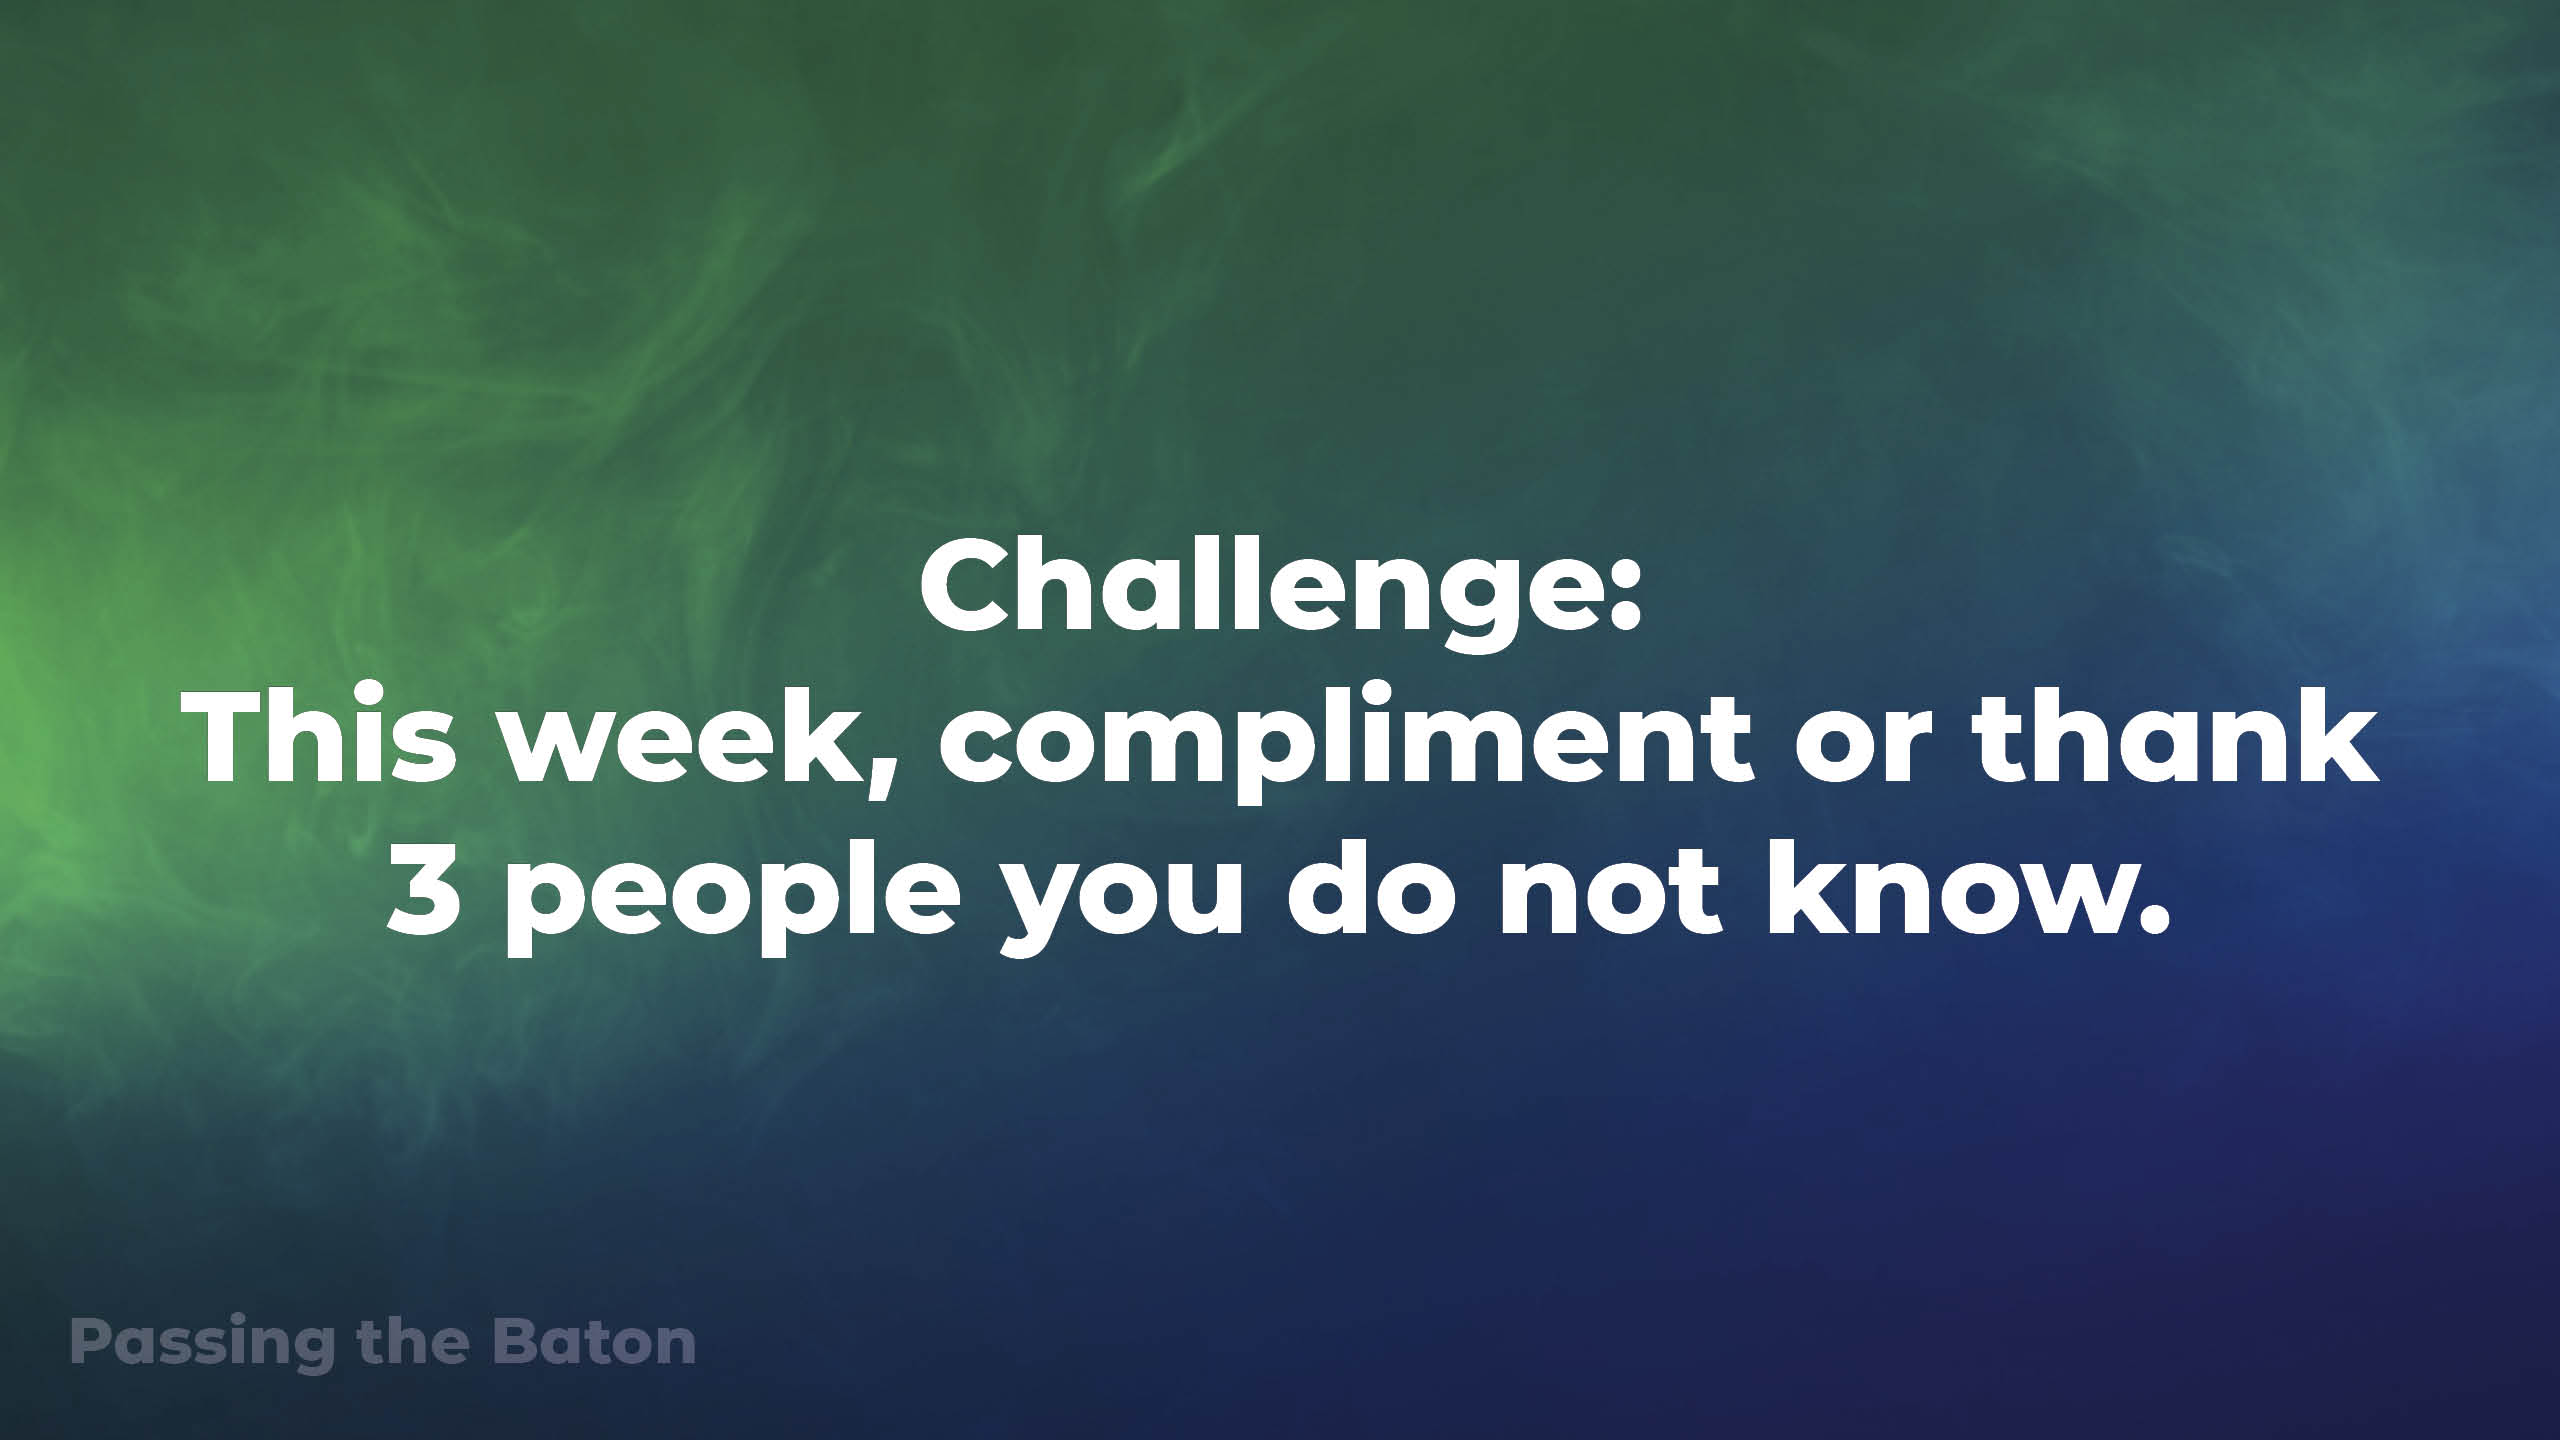 Challenge:
This week, compliment or thank
3 people you do not know.
Passing the Baton